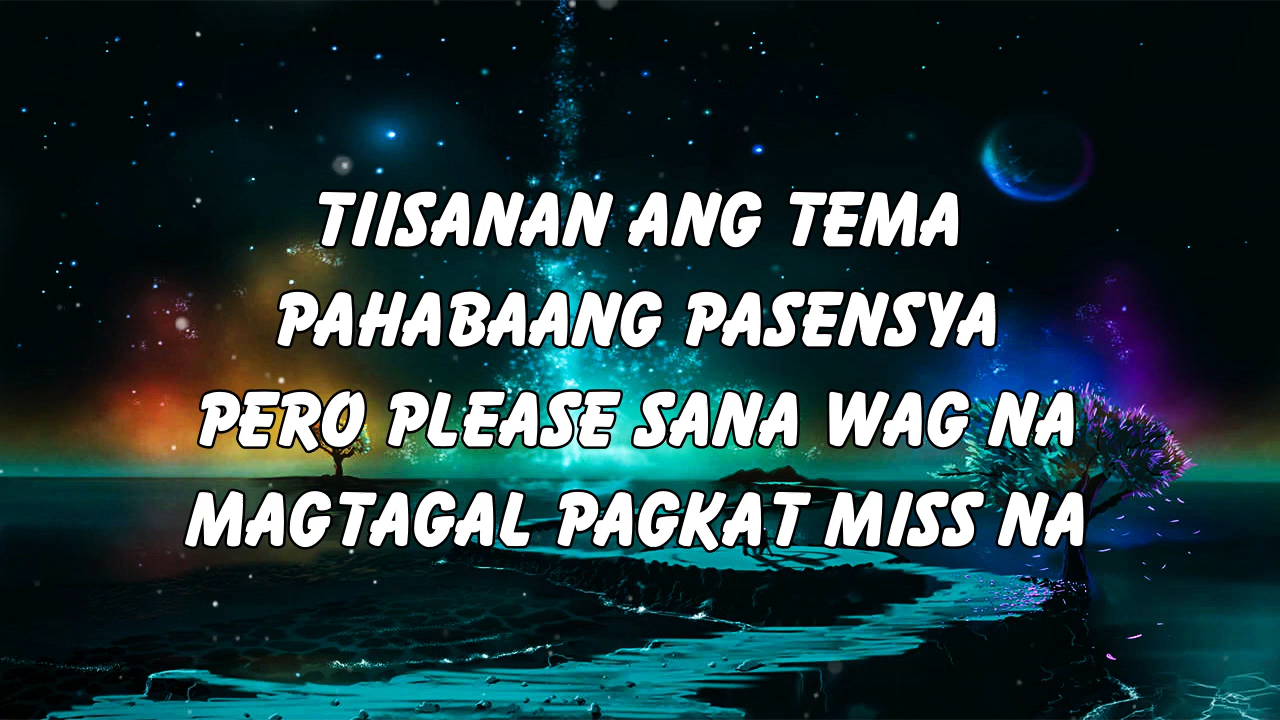 TIISANAN ANG TEMA
PAHABAANG PASENSYA
PERO PLEASE SANA WAG NA
MAGTAGAL PAGKAT MISS NA